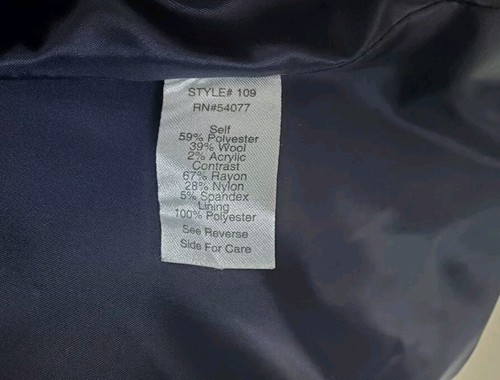 STYLE# 109
RN#54077
Self
59% Polyester
39% Wool
2% Acrylic
Contrast
67% Rayon
28% Nylon
5% Spandex
Lining
100% Polyester
See Reverse
Side For Care